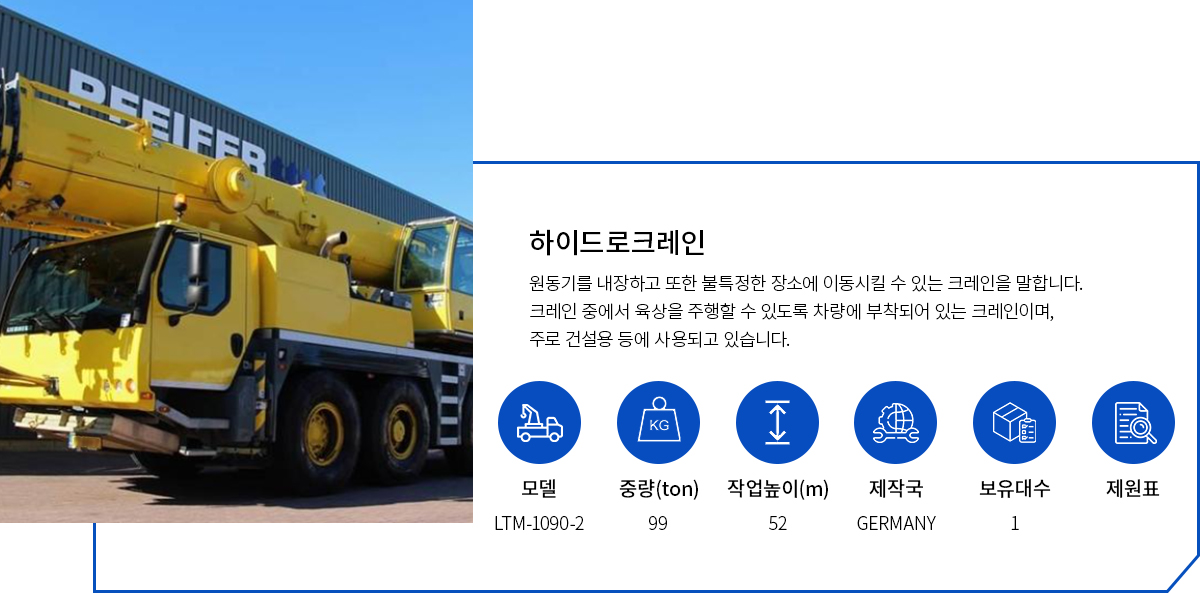 PFEIFER
하이드로크레인
원동기를 내장하고 또한 불특정한 장소에 이동시킬 수 있는 크레인을 말합니다.
크레인 중에서 육상을 주행할 수 있도록 차량에 부착되어 있는 크레인이며,
주로 건설용 등에 사용되고 있습니다.
KG
모델 중량(ton) 작업높이(m) 제작국 보유대수 제원표
LTM-1090-2 99 52 GERMANY 1